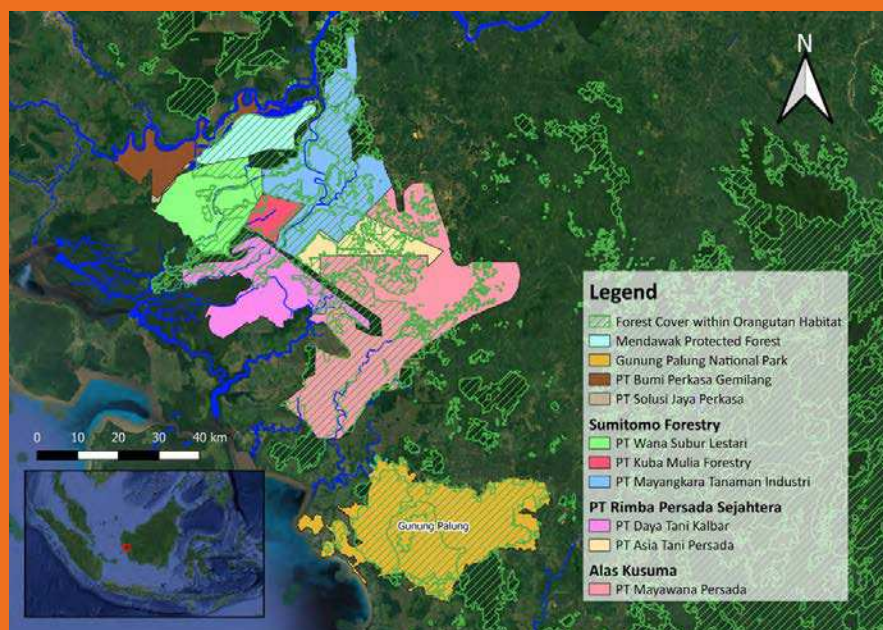 N
Legend
Forest Cover within Orangutan Habitat
Mendawak Protected Forest
Gunung Palung National Park
PT Bumi Perkasa Gemilang
PT Solusi Jaya Perkasa
Sumitomo Forestry
PT Wana Subur Lestari
PT Kuba Mulia Forestry
PT Mayangkara Tanaman Industri
PT Rimba Persada Sejahtera
PT Daya Tani Kalbar
PT Asia Tani Persada
Alas Kusuma
PT Mayawana Persada
0 10 20 30 40 km
Gunung Palung